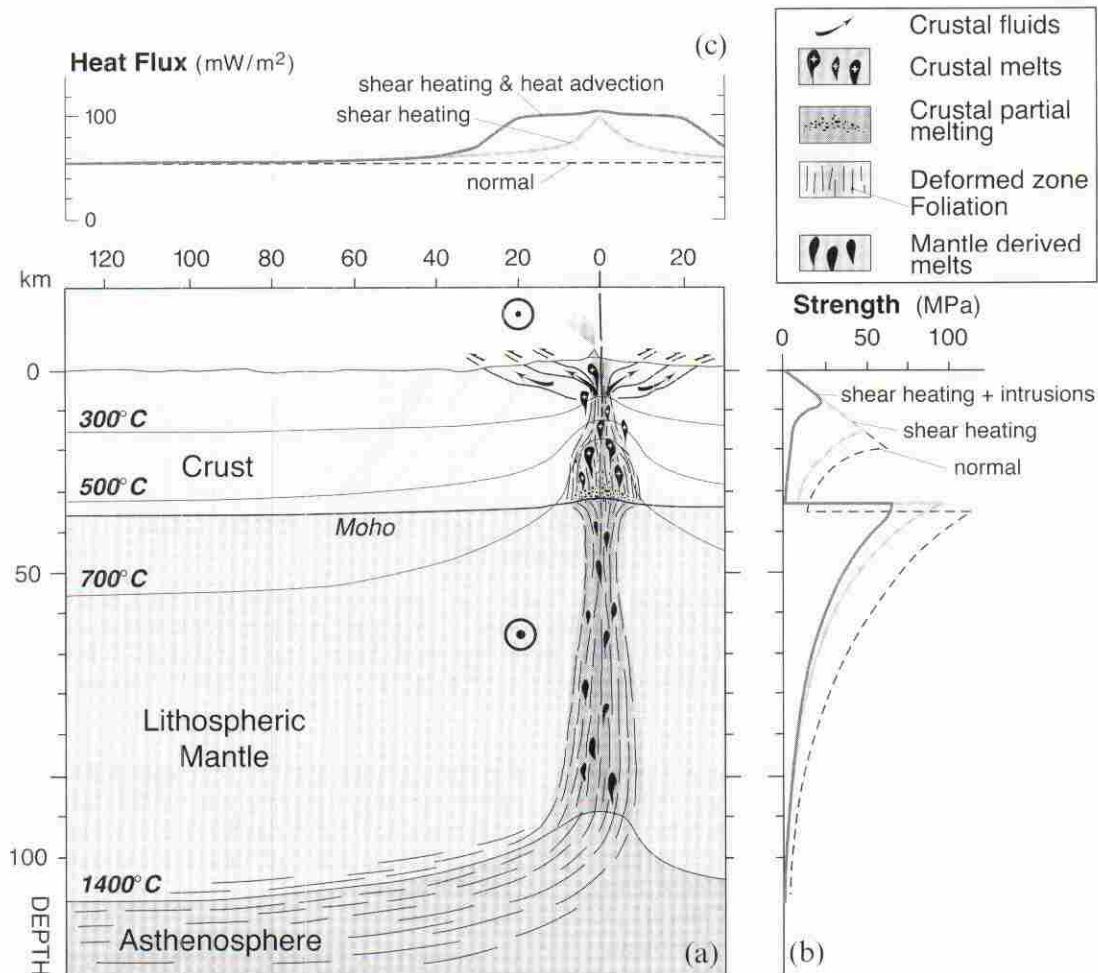 (c)
Heat Flux (mW/m²)
shear heating & heat advection
100
shear heating
normal
0
Crustal fluids
Crustal melts
Crustal partial
melting
Deformed zone
Foliation
Mantle derived
melts
120 100 80 60 40 20 0 20
km
0
300°C
Crust
500°C
Moho
50
700°C
Lithospheric
Mantle
100
1400°C
DEPTH
Asthenosphere
(a)
Strength (MPa)
0 50 100
shear heating + intrusions
shear heating
normal
(b)